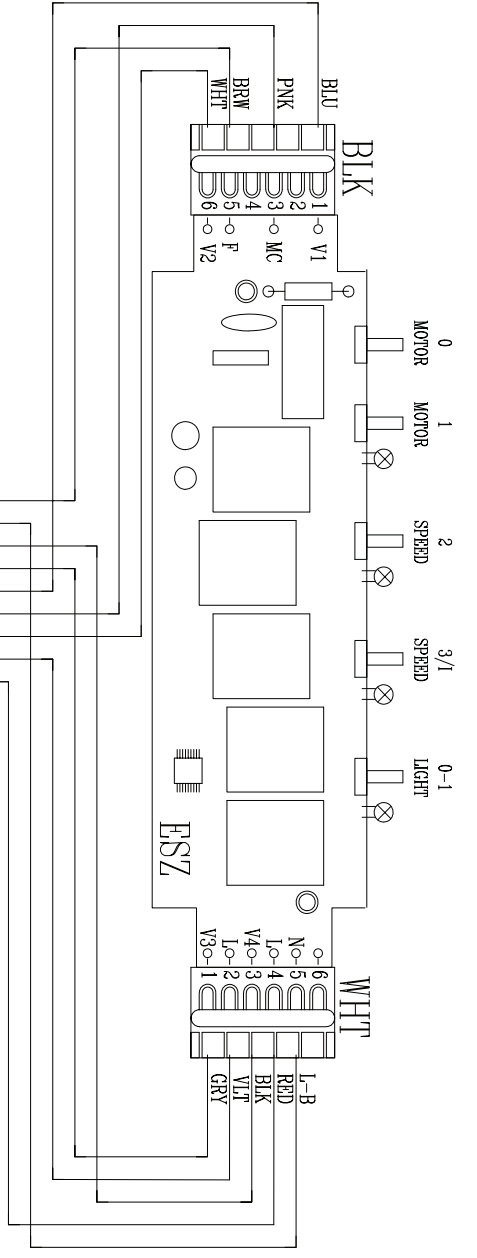 BLU
PNK
BRW
WHT
BLK
1
2
3
4
5
6
V1
MC
F
V2
0
MOTOR
1
MOTOR
2
SPEED
3/I
SPEED
0-1
LIGHT
ESZ
N
L
V4
L
V3
6
5
4
3
2
1
WHT
L-B
RED
BLK
VLT
GRY